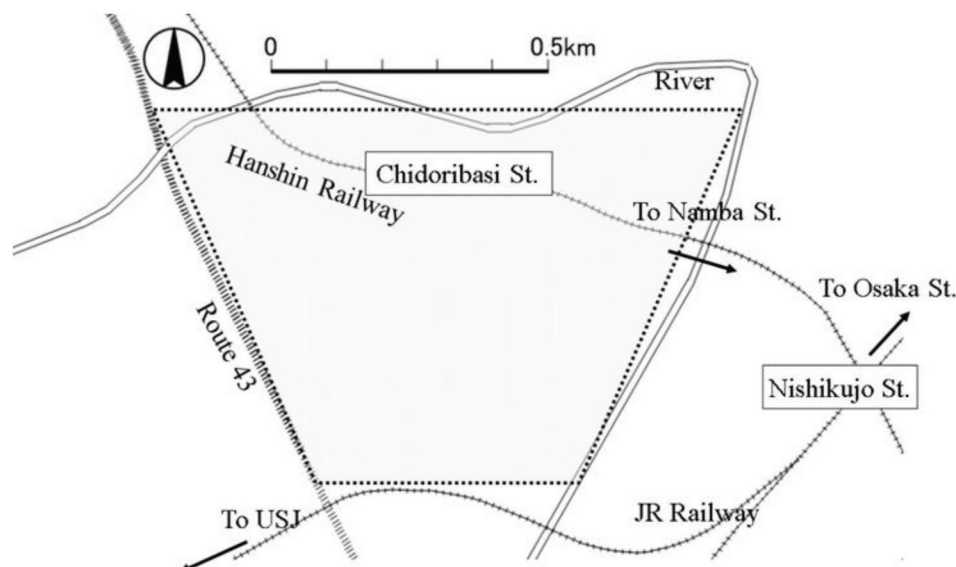 0
0.5km
River
Hanshin Railway
Chidoribasi St.
To Namba St.
To Osaka St.
Route 43
Nishikujo St.
To USJ
JR Railway